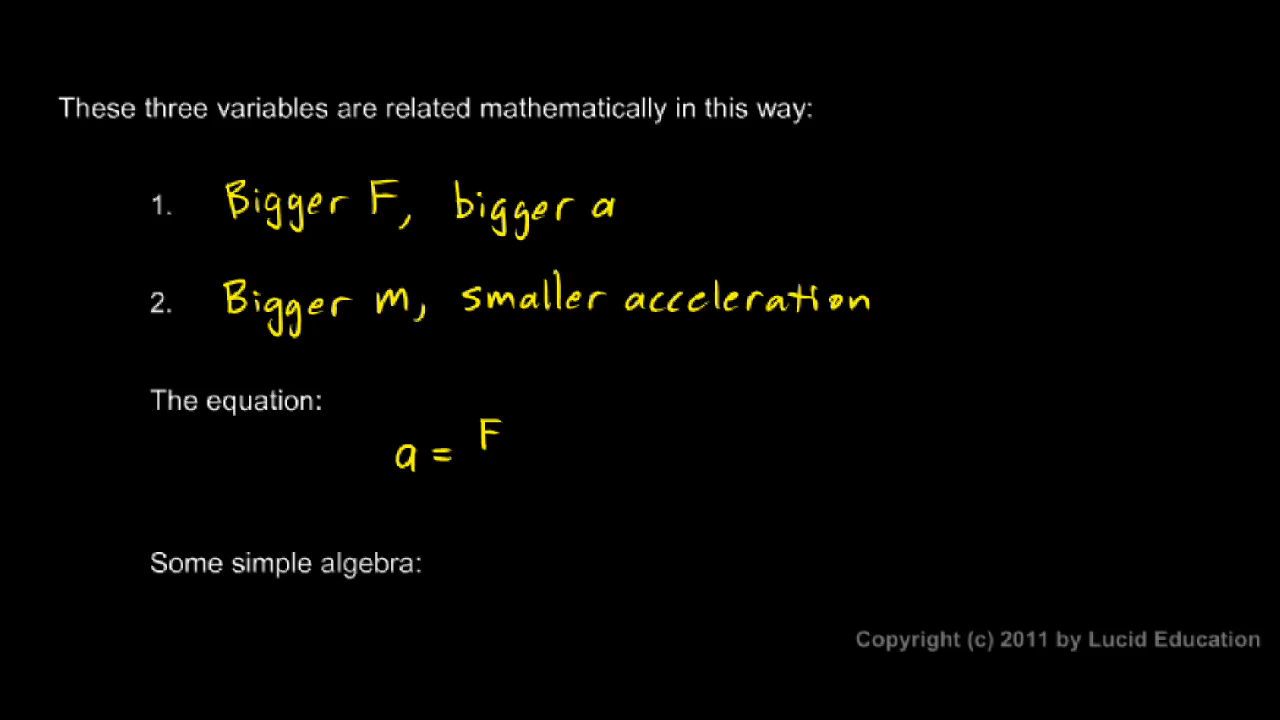 These three variables are related mathematically in this way:
1. Bigger F, bigger a
2. Bigger m, smaller acceleration
The equation:
a = F
Some simple algebra:
Copyright (c) 2011 by Lucid Education